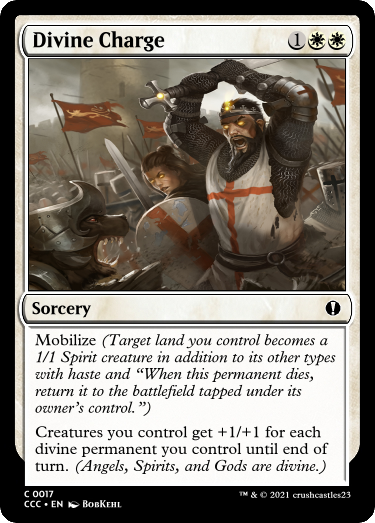 Divine Charge 1
Sorcery
Mobilize (Target land you control becomes a
1/1 Spirit creature in addition to its other types
with haste and “When this permanent dies,
return it to the battlefield tapped under its
owner’s control.”)
Creatures you control get +1/+1 for each
divine permanent you control until end of
turn. (Angels, Spirits, and Gods are divine.)
C 0017
CCC • EN BobKehl
™ & © 2021 crushcastles23